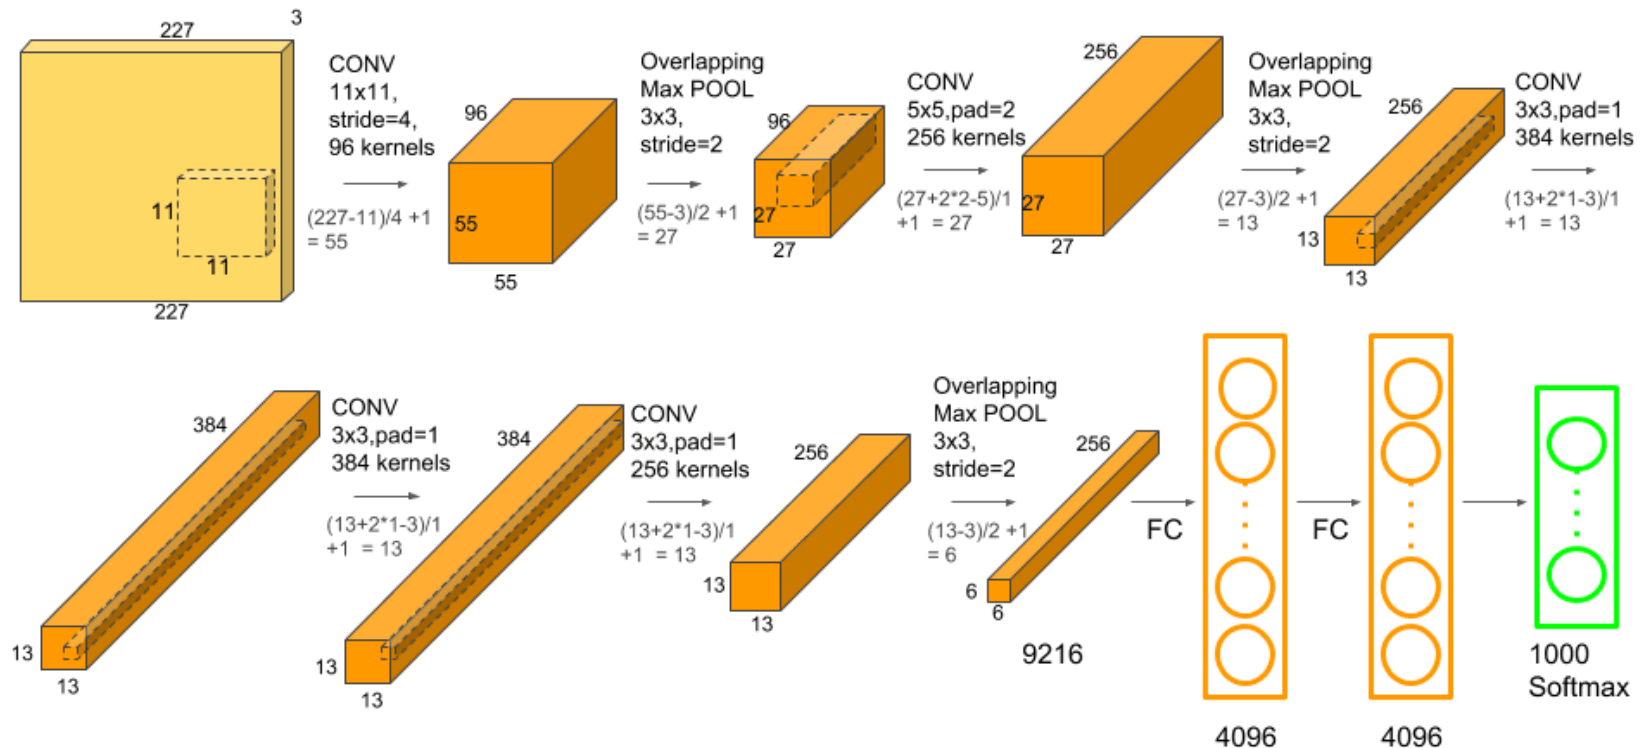 227
3
11
11
227
CONV
11x11,
stride=4,
96 kernels
(227-11)/4 +1
= 55
96
55
55
Overlapping
Max POOL
3x3,
stride=2
(55-3)/2 +1
= 27
96
27
27
CONV
5x5,pad=2
256 kernels
(27+2*2-5)/1
+1 = 27
256
27
27
Overlapping
Max POOL
3x3,
stride=2
(27-3)/2 +1
= 13
256
13
13
CONV
3x3,pad=1
384 kernels
(13+2*1-3)/1
+1 = 13
384
13
13
CONV
3x3,pad=1
384 kernels
(13+2*1-3)/1
+1 = 13
384
13
13
CONV
3x3,pad=1
256 kernels
(13+2*1-3)/1
+1 = 13
256
13
13
Overlapping
Max POOL
3x3,
stride=2
(13-3)/2 +1
= 6
256
6
6
9216
FC
4096
FC
4096
1000
Softmax